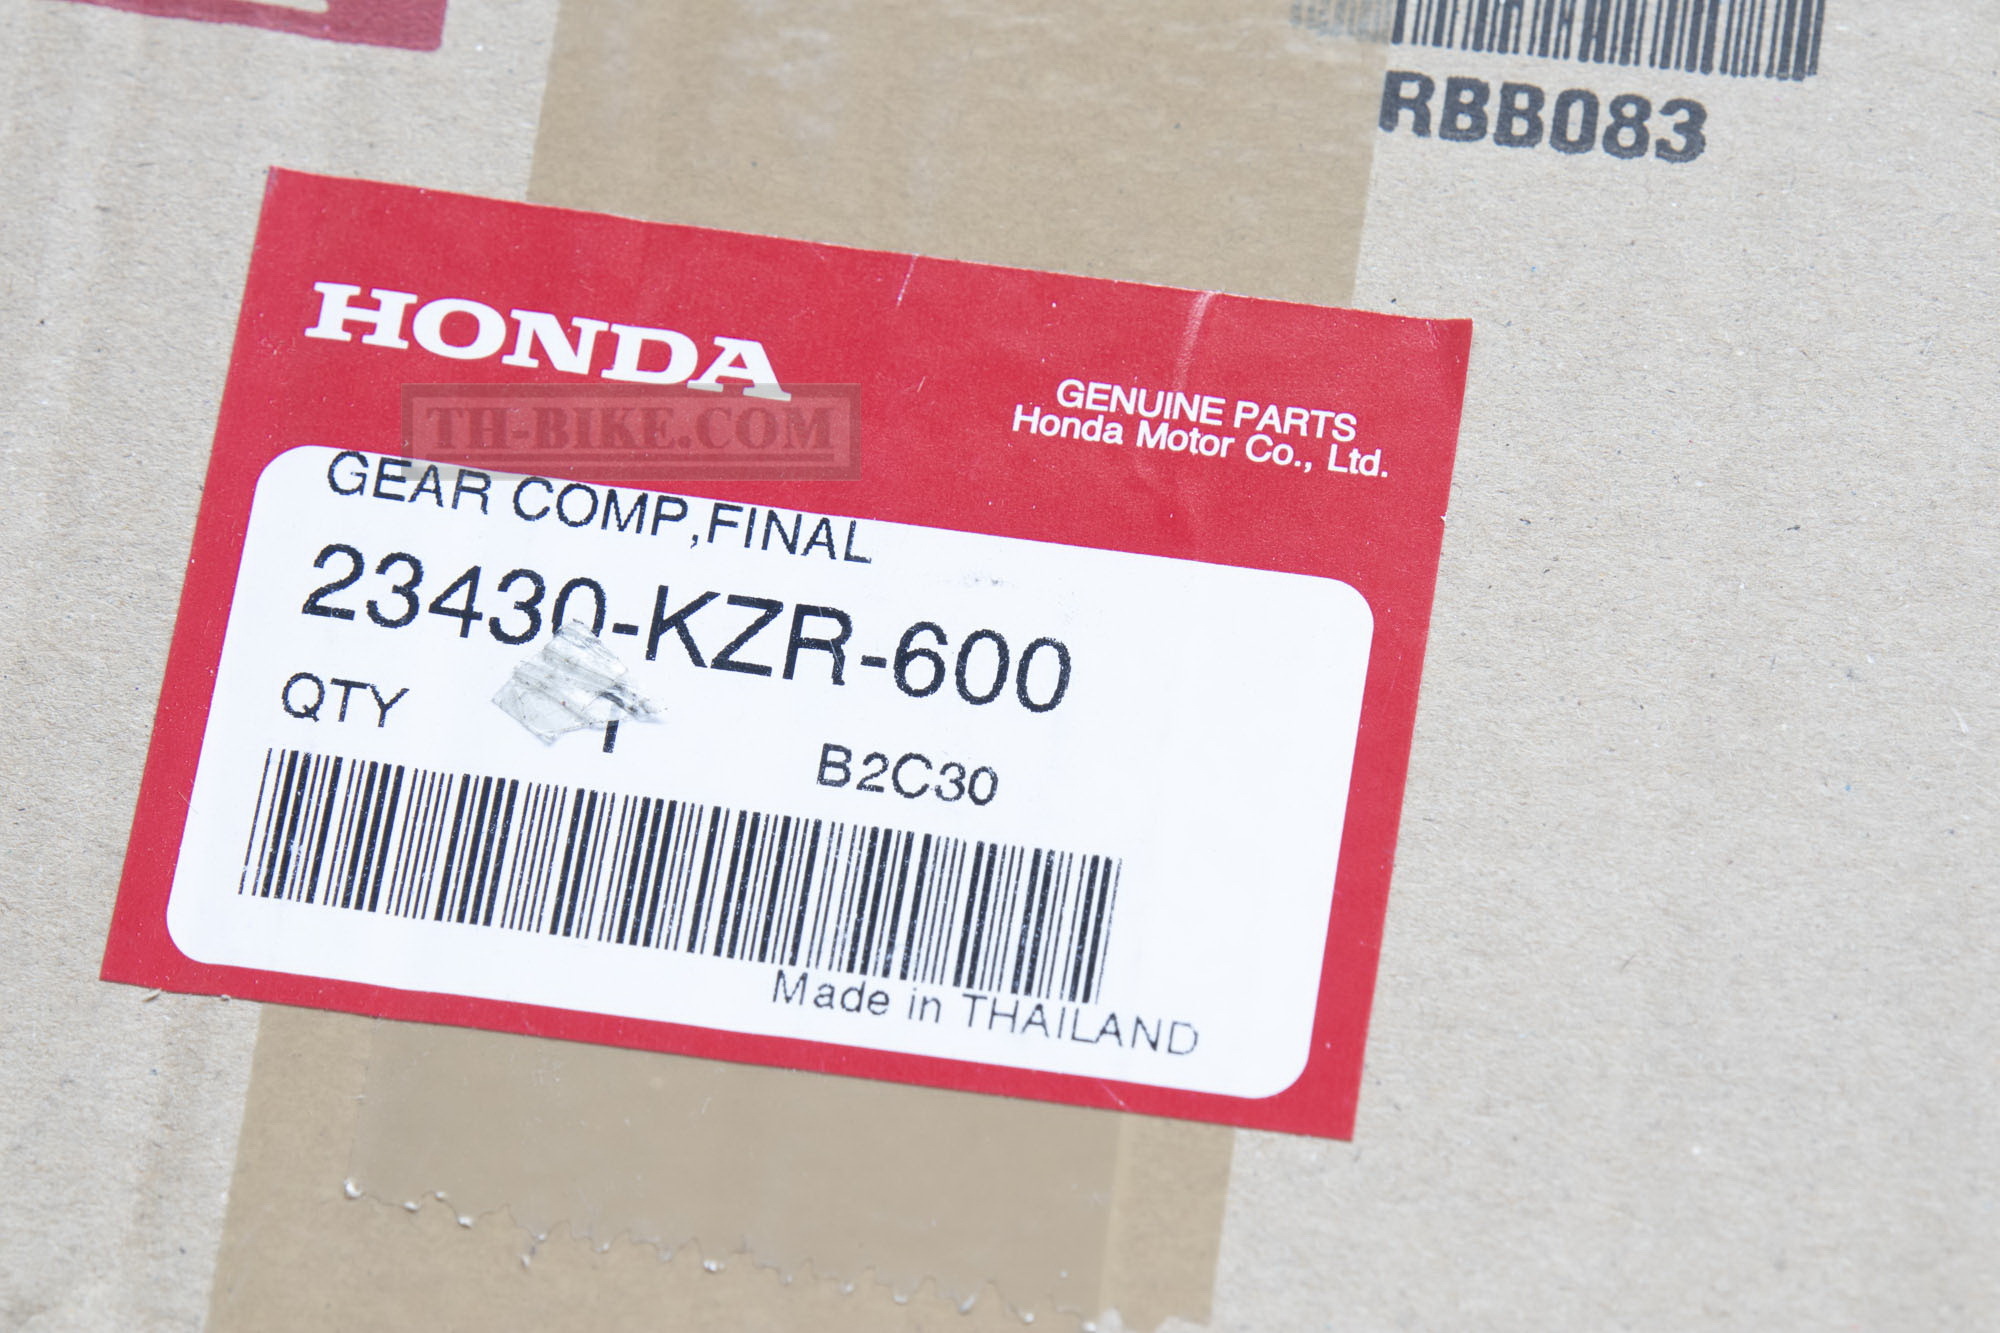 RBB083
HONDA
GENUINE PARTS
Honda Motor Co., Ltd.
TH-BIKE.COM
GEAR COMP,FINAL
23430-KZR-600
QTY 1
B2C30
Made in THAILAND